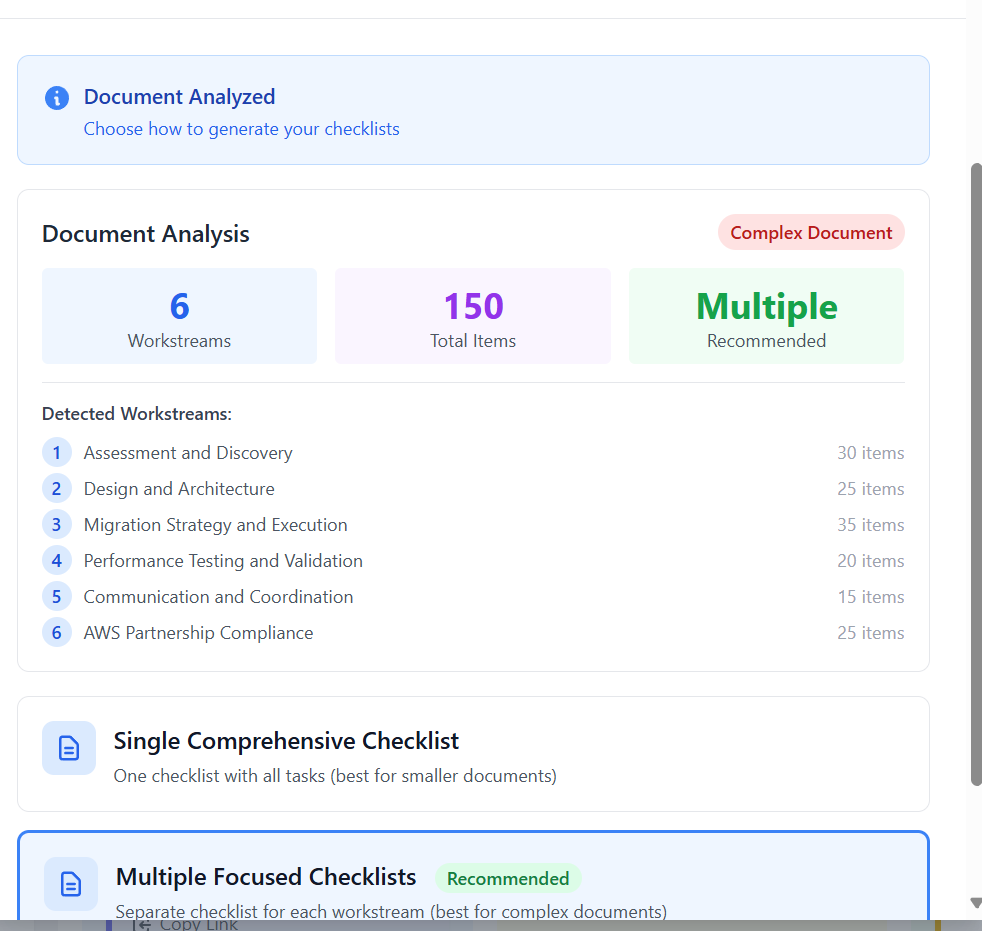 Document Analyzed
Choose how to generate your checklists
Document Analysis
Complex Document
6
Workstreams
150
Total Items
Multiple
Recommended
Detected Workstreams:
1 Assessment and Discovery 30 items
2 Design and Architecture 25 items
3 Migration Strategy and Execution 35 items
4 Performance Testing and Validation 20 items
5 Communication and Coordination 15 items
6 AWS Partnership Compliance 25 items
Single Comprehensive Checklist
One checklist with all tasks (best for smaller documents)
Multiple Focused Checklists Recommended
Separate checklist for each workstream (best for complex documents)
Copy Link